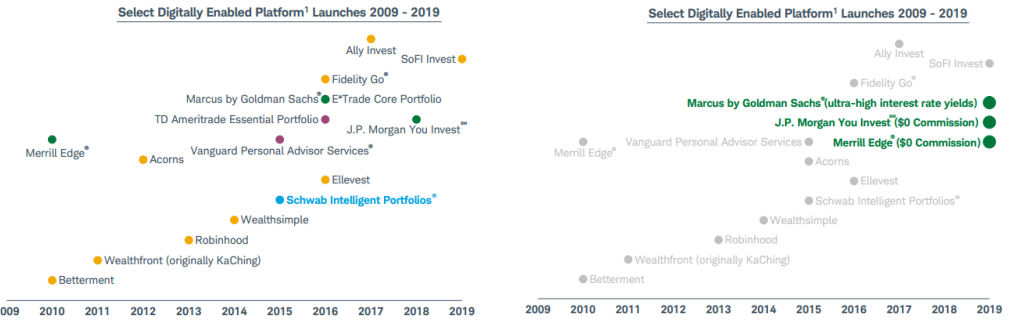 Select Digitally Enabled Platform1 Launches 2009 - 2019
Ally Invest
SoFI Invest
Fidelity Go®
Marcus by Goldman Sachs® E*Trade Core Portfolio
TD Ameritrade Essential Portfolio
J.P. Morgan You Invest℠
Merrill Edge®
Vanguard Personal Advisor Services®
Acorns
Ellevest
Schwab Intelligent Portfolios®
Wealthsimple
Robinhood
Wealthfront (originally KaChing)
Betterment
009 2010 2011 2012 2013 2014 2015 2016 2017 2018 2019
Select Digitally Enabled Platform1 Launches 2009 - 2019
Ally Invest
SoFI Invest
Fidelity Go®
Marcus by Goldman Sachs®(ultra-high interest rate yields)
J.P. Morgan You Invest℠($0 Commission)
Vanguard Personal Advisor Services Merrill Edge® ($0 Commission)
Merrill Edge®
Acorns
Ellevest
Schwab Intelligent Portfolios®
Wealthsimple
Robinhood
Wealthfront (originally KaChing)
Betterment
2009 2010 2011 2012 2013 2014 2015 2016 2017 2018 2019